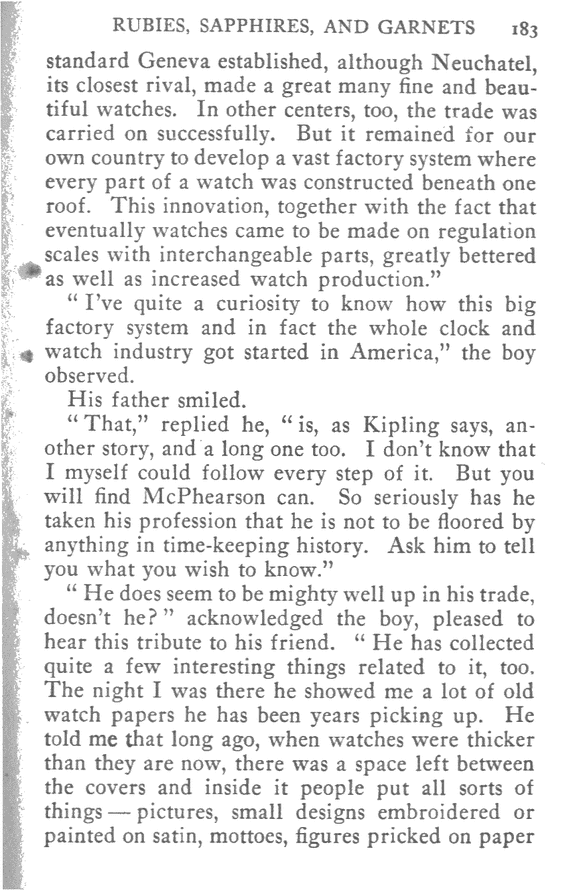 RUBIES, SAPPHIRES, AND GARNETS 183
standard Geneva established, although Neuchatel,
its closest rival, made a great many fine and beau-
tiful watches. In other centers, too, the trade was
carried on successfully. But it remained for our
own country to develop a vast factory system where
every part of a watch was constructed beneath one
roof. This innovation, together with the fact that
eventually watches came to be made on regulation
scales with interchangeable parts, greatly bettered
as well as increased watch production.”
“ I’ve quite a curiosity to know how this big
factory system and in fact the whole clock and
watch industry got started in America,” the boy
observed.
His father smiled.
“ That,” replied he, “ is, as Kipling says, an-
other story, and a long one too. I don’t know that
I myself could follow every step of it. But you
will find McPhearson can. So seriously has he
taken his profession that he is not to be floored by
anything in time-keeping history. Ask him to tell
you what you wish to know.”
“ He does seem to be mighty well up in his trade,
doesn’t he? ” acknowledged the boy, pleased to
hear this tribute to his friend. “ He has collected
quite a few interesting things related to it, too.
The night I was there he showed me a lot of old
watch papers he has been years picking up. He
told me that long ago, when watches were thicker
than they are now, there was a space left between
the covers and inside it people put all sorts of
things — pictures, small designs embroidered or
painted on satin, mottoes, figures pricked on paper